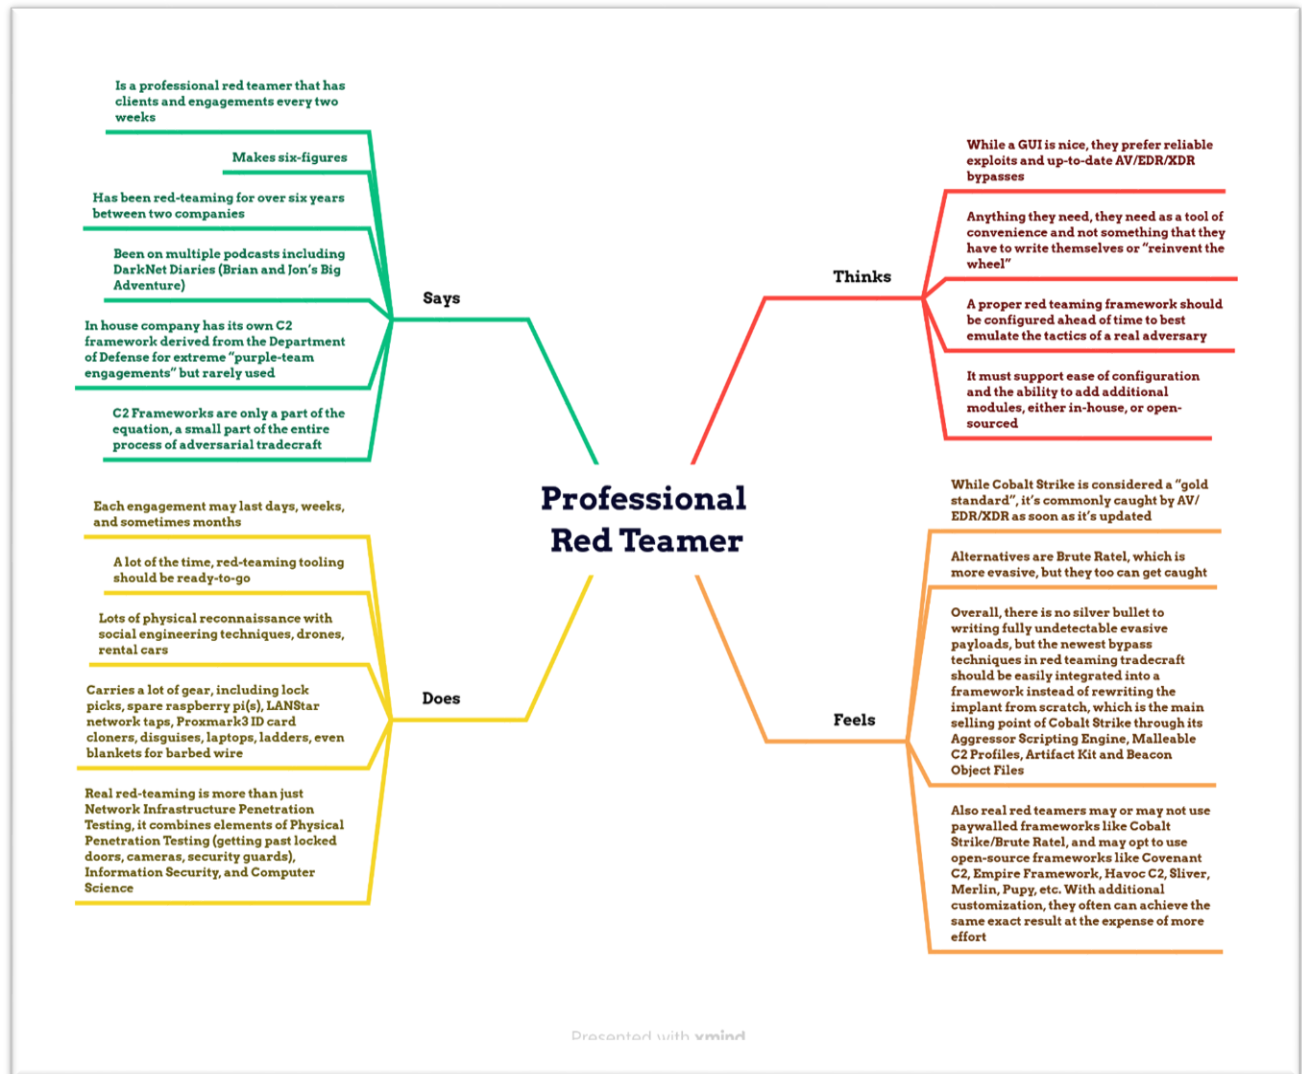 Is a professional red teamer that has
clients and engagements every two
weeks
Makes six-figures
Has been red-teaming for over six years
between two companies
Been on multiple podcasts including
DarkNet Diaries (Brian and Jon's Big
Adventure)
In house company has its own C2
framework derived from the Department
of Defense for extreme "purple-team
engagements" but rarely used
C2 Frameworks are only a part of the
equation, a small part of the entire
process of adversarial tradecraft
Says
While a GUI is nice, they prefer reliable
exploits and up-to-date AV/EDR/XDR
bypasses
Anything they need, they need as a tool of
convenience and not something that they
have to write themselves or "reinvent the
wheel"
A proper red teaming framework should
be configured ahead of time to best
emulate the tactics of a real adversary
It must support ease of configuration
and the ability to add additional
modules, either in-house, or open-
sourced
Thinks
Professional
Red Teamer
Each engagement may last days, weeks,
and sometimes months
A lot of the time, red-teaming tooling
should be ready-to-go
Lots of physical reconnaissance with
social engineering techniques, drones,
rental cars
Carries a lot of gear, including lock
picks, spare raspberry pi(s), LANStar
network taps, Proxmark3 ID card
cloners, disguises, laptops, ladders, even
blankets for barbed wire
Real red-teaming is more than just
Network Infrastructure Penetration
Testing, it combines elements of Physical
Penetration Testing (getting past locked
doors, cameras, security guards),
Information Security, and Computer
Science
Does
While Cobalt Strike is considered a "gold
standard", it's commonly caught by AV/
EDR/XDR as soon as it's updated
Alternatives are Brute Ratel, which is
more evasive, but they too can get caught
Overall, there is no silver bullet to
writing fully undetectable evasive
payloads, but the newest bypass
techniques in red teaming tradecraft
should be easily integrated into a
framework instead of rewriting the
implant from scratch, which is the main
selling point of Cobalt Strike through its
Aggressor Scripting Engine, Malleable
C2 Profiles, Artifact Kit and Beacon
Object Files
Also real red teamers may or may not use
paywalled frameworks like Cobalt
Strike/Brute Ratel, and may opt to use
open-source frameworks like Covenant
C2, Empire Framework, Havoc C2, Sliver,
Merlin, Pupy, etc. With additional
customization, they often can achieve the
same exact result at the expense of more
effort
Feels
Presented with xmind